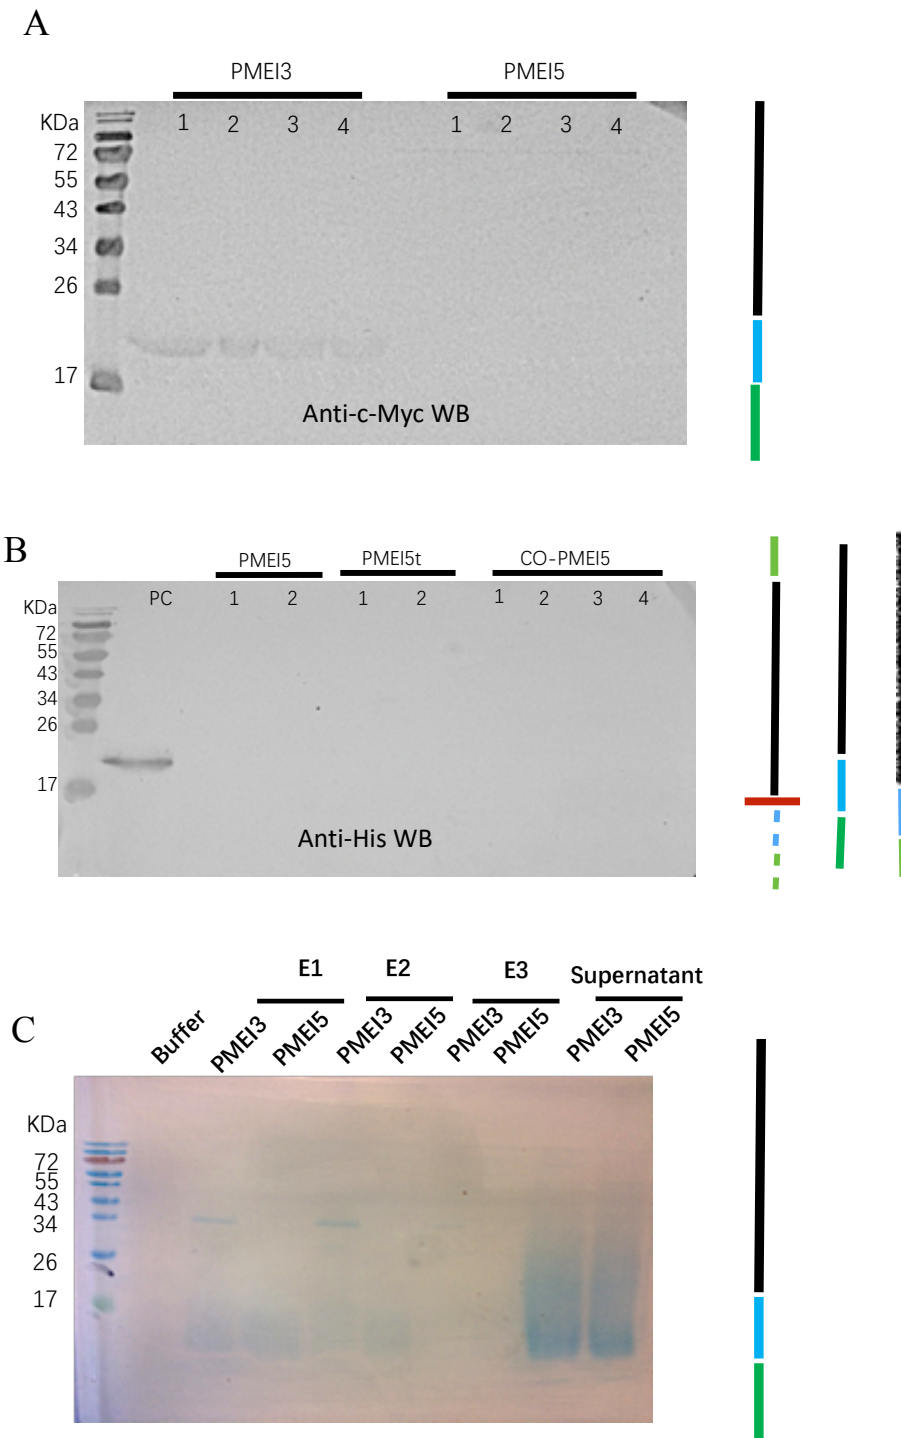 A
PMEI3 PMEI5
KDa 1 2 3 4 1 2 3 4
72
55
43
34
26
17
Anti-c-Myc WB
B
PMEI5 PMEI5t CO-PMEI5
KDa PC 1 2 1 2 1 2 3 4
72
55
43
34
26
17
Anti-His WB
E1 E2 E3 Supernatant
C
Buffer PMEI3 PMEI5 PMEI3 PMEI5 PMEI3 PMEI5 PMEI3 PMEI5
KDa
72
55
43
34
26
17